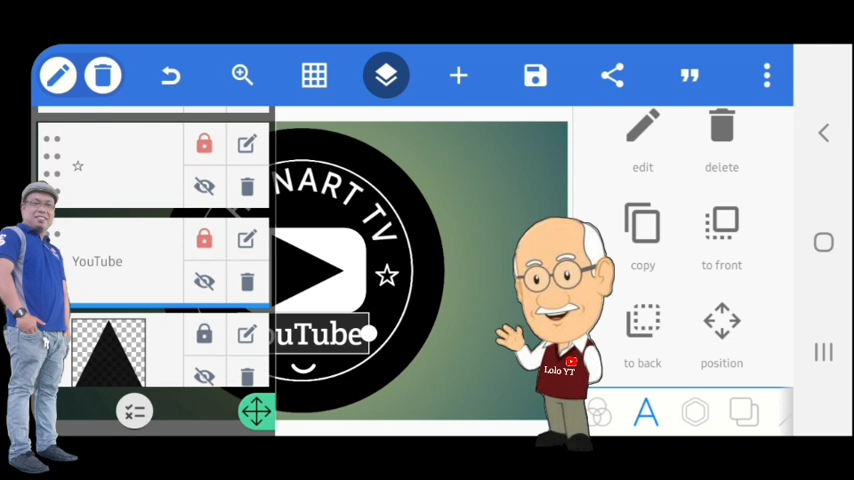 edit
delete
NART TV
YouTube
copy
to front
ouTube
to back
position
Lolo YT
A